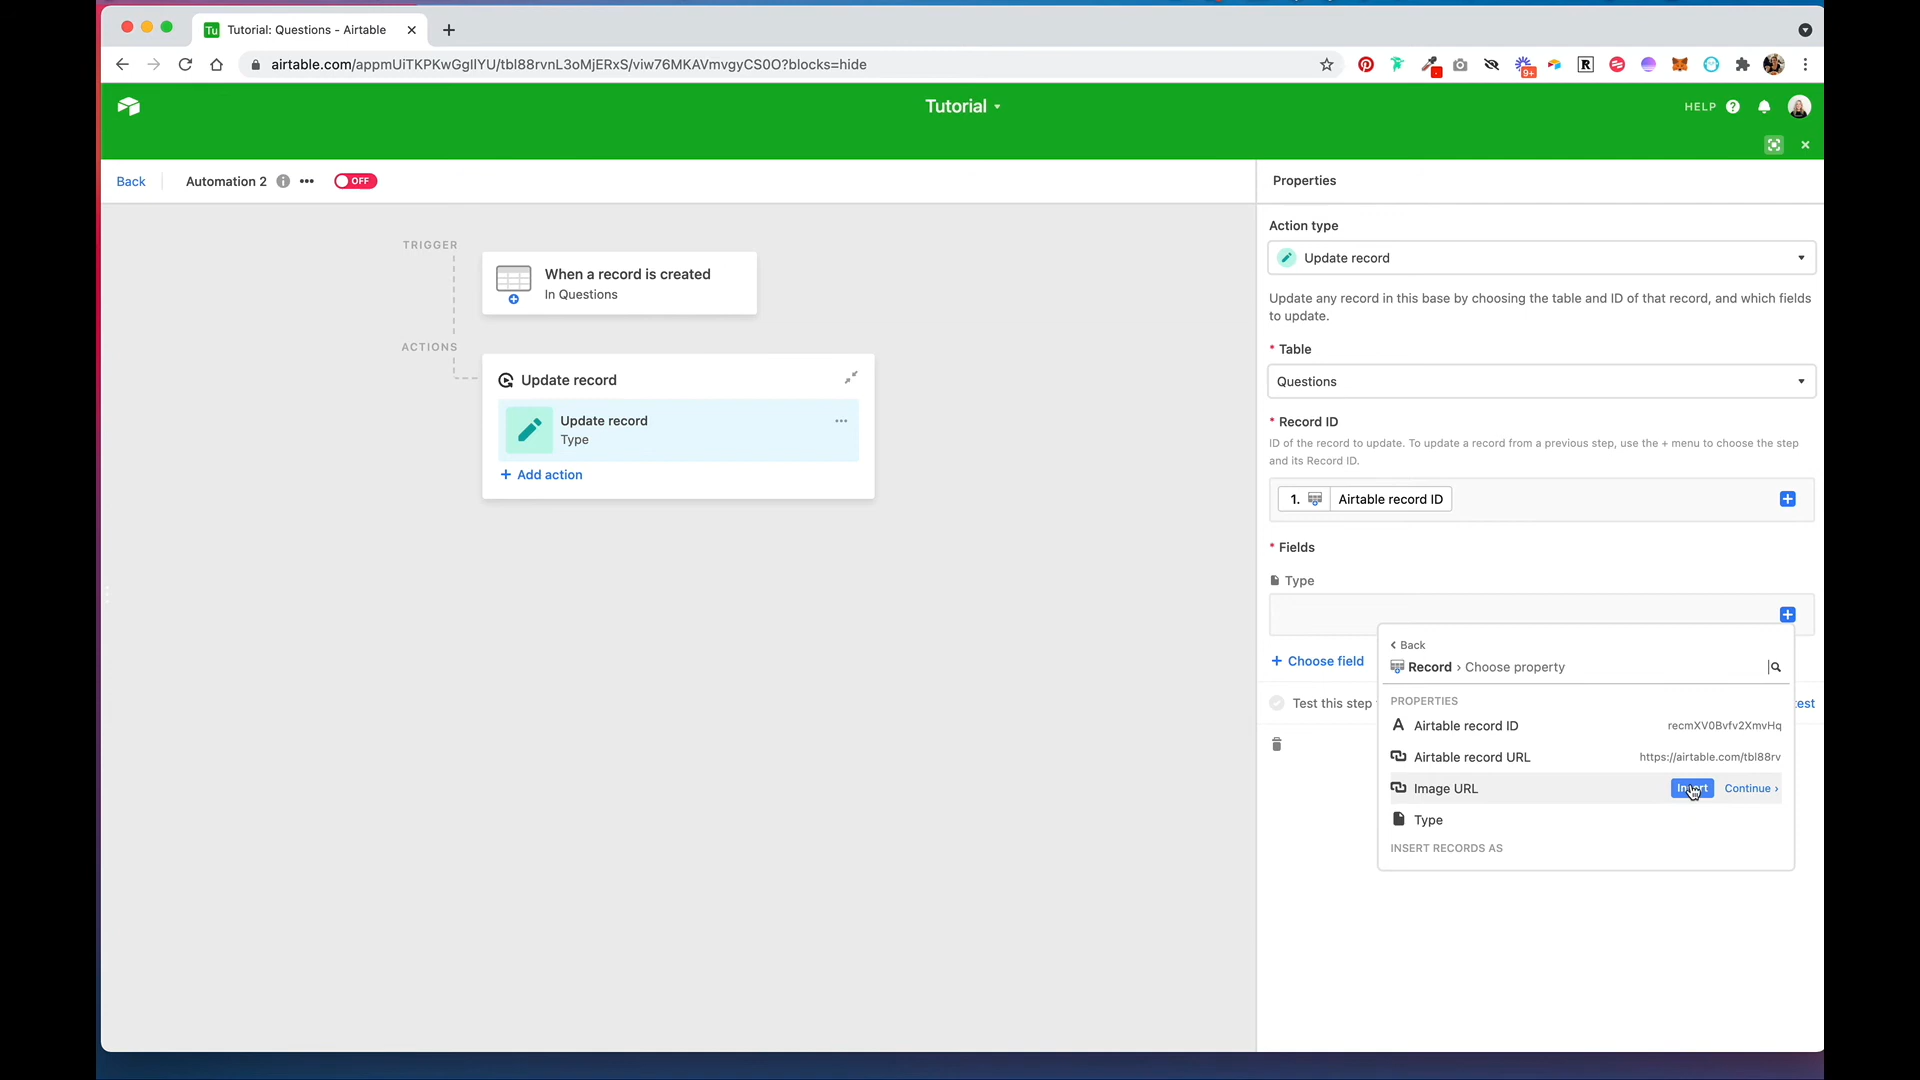 Tu
Tutorial: Questions - Airtable
airtable.com/appmUiTKPKwGgIlYU/tbl88rvnL3oMjERxS/viw76MKAVmvgyCS0O?blocks=hide
9+
R
Tutorial
HELP ?
Back
Automation 2
OFF
Properties
TRIGGER
When a record is created
In Questions
ACTIONS
Update record
Update record
Type
+ Add action
Action type
Update record
Update any record in this base by choosing the table and ID of that record, and which fields
to update.
* Table
Questions
* Record ID
ID of the record to update. To update a record from a previous step, use the + menu to choose the step
and its Record ID.
1. Airtable record ID
* Fields
Type
+ Choose field
Test this step
test
Back
Record › Choose property
PROPERTIES
A Airtable record ID recmXV0Bvfv2XmvHq
Airtable record URL https://airtable.com/tbl88rv
Image URL Insert Continue ›
Type
INSERT RECORDS AS